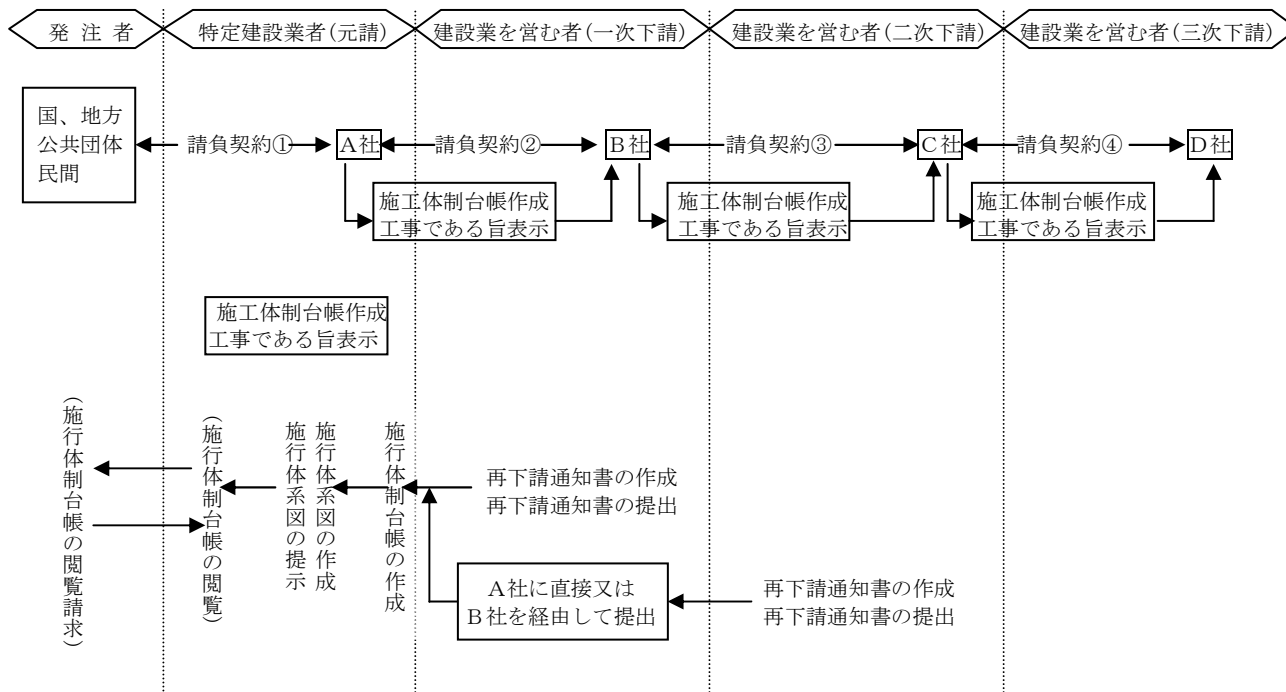 発 注 者
特定建設業者(元請)
建設業を営む者(一次下請)
建設業を営む者(二次下請)
建設業を営む者(三次下請)
国、地方
公共団体
民間
請負契約①
A社
請負契約②
B社
請負契約③
C社
請負契約④
D社
施工体制台帳作成
工事である旨表示
施工体制台帳作成
工事である旨表示
施工体制台帳作成
工事である旨表示
施工体制台帳作成
工事である旨表示
(施行体制台帳の閲覧請求)
(施行体制台帳の閲覧)
施行体系図の提示
施行体系図の作成
施行体制台帳の作成
再下請通知書の作成
再下請通知書の提出
A社に直接又は
B社を経由して提出
再下請通知書の作成
再下請通知書の提出